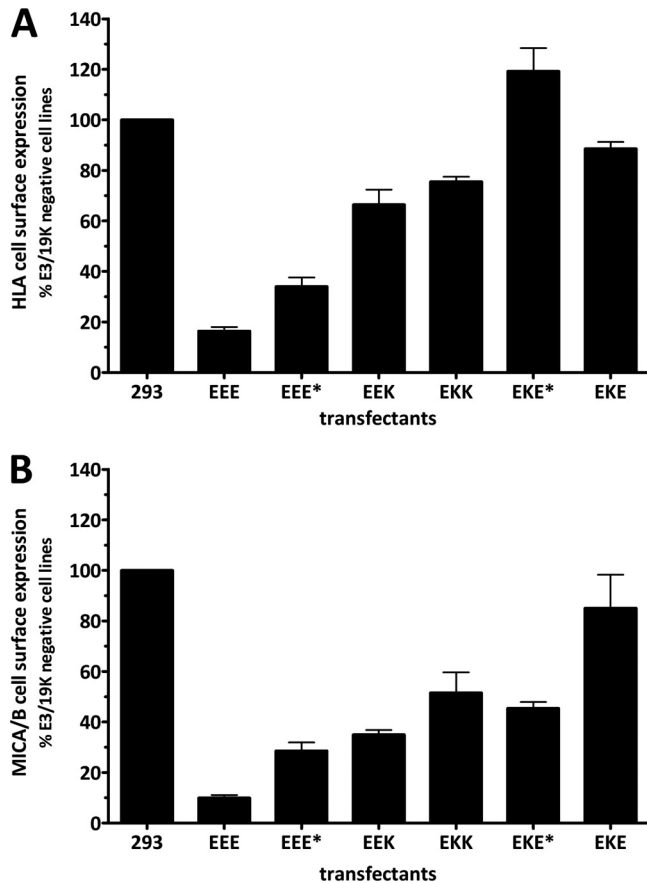 A
HLA cell surface expression
% E3/19K negative cell lines
140
120
100
80
60
40
20
0
293 EEE EEE* EEK EKK EKE* EKE
transfectants
B
MICA/B cell surface expression
% E3/19K negative cell lines
140
120
100
80
60
40
20
0
293 EEE EEE* EEK EKK EKE* EKE
transfectants